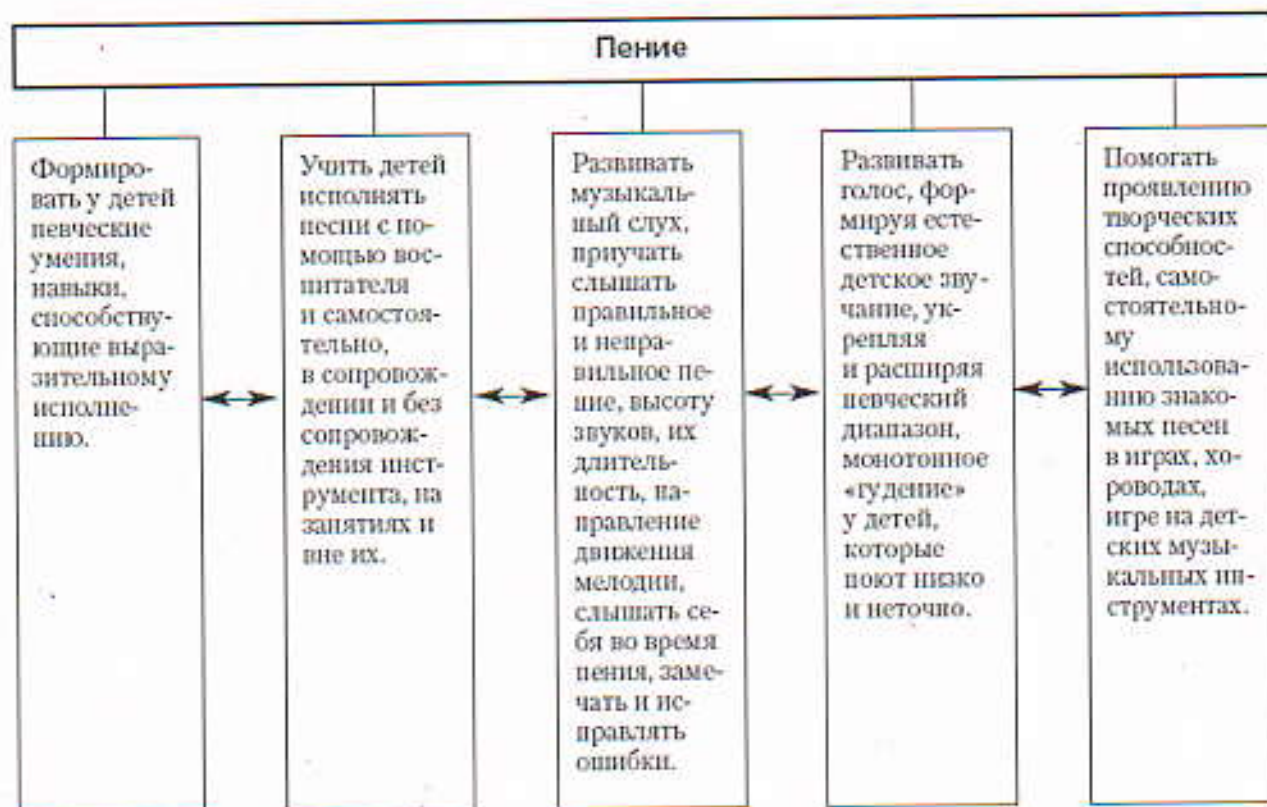 Пение
Формиро-
вать у детей
певческие
умения,
навыки,
способству-
ющие выра-
зительному
исполне-
нию.
Учить детей
исполнять
песни с по-
мощью вос-
питателя
и самостоя-
тельно,
в сопровож-
дении и без
сопровож-
дения инст-
румента, на
занятиях и
вне их.
Развивать
музыкаль-
ный слух,
приучать
слышать
правильное
и непра-
вильное пе-
ние, высоту
звуков, их
длитель-
ность, на-
правление
движения
мелодии,
слышать се-
бя во время
пения, заме-
чать и ис-
правлять
ошибки.
Развивать
голос, фор-
мируя есте-
ственное
детское зву-
чание, ук-
репляя
и расширяя
певческий
диапазон,
монотонное
«гудение»
у детей,
которые
поют низко
и неточно.
Помогать
проявлению
творческих
способнос-
тей, само-
стоятельно-
му
использова-
нию знако-
мых песен
в играх, хо-
роводах,
игре на дет-
ских музы-
кальных ин-
струментах.